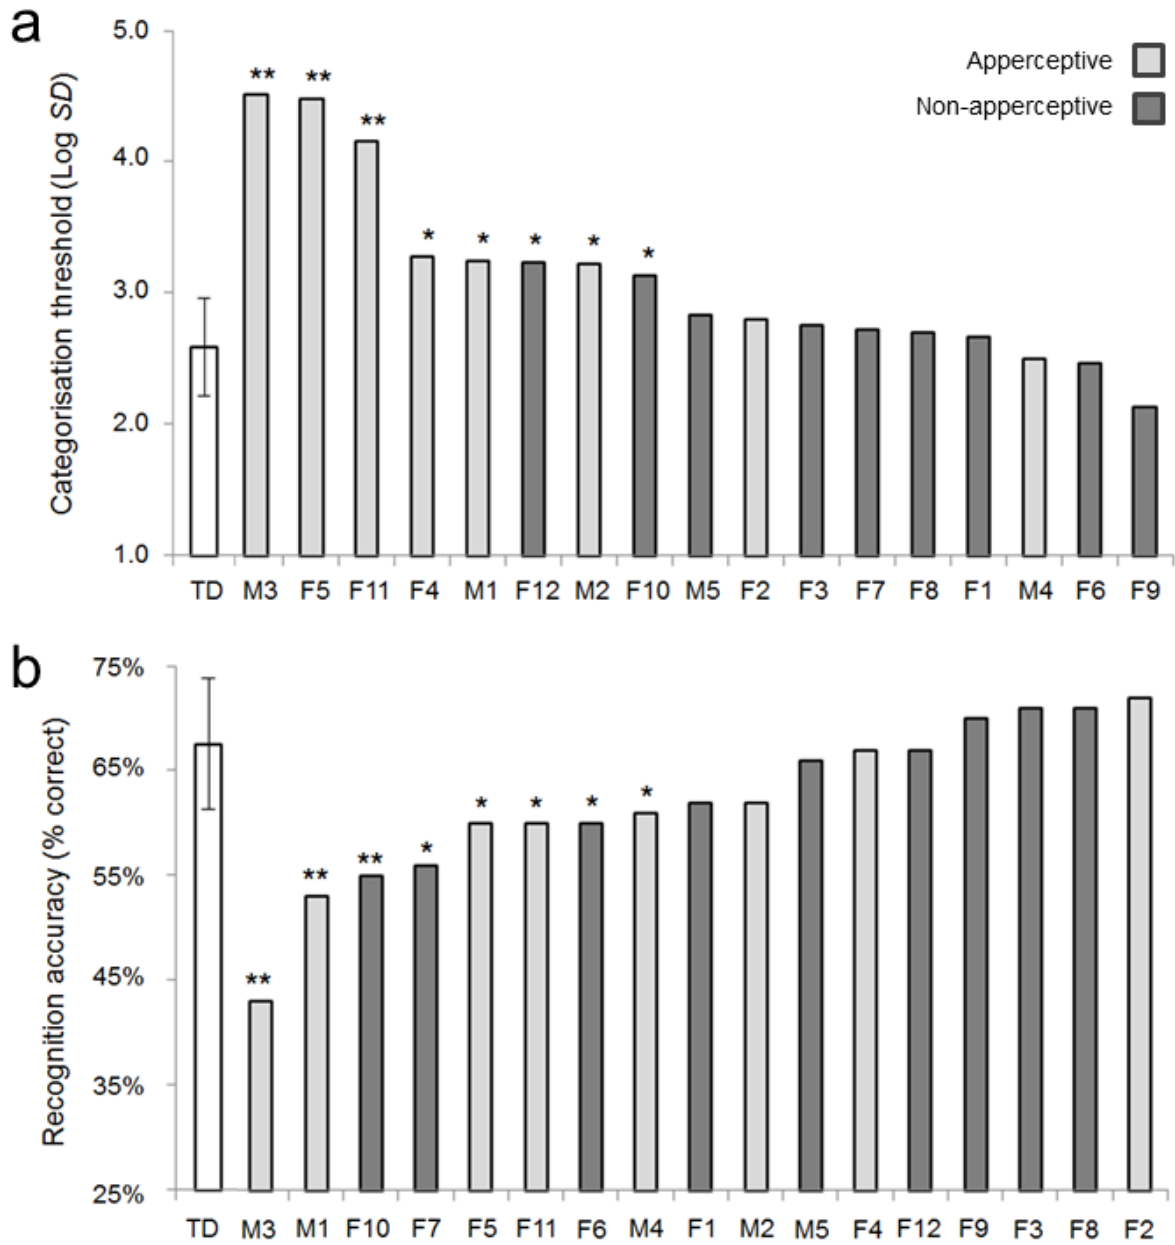 a
Categorisation threshold (Log SD)
5.0
4.0
3.0
2.0
1.0
** ** ** * * * * *
Apperceptive
Non-apperceptive
TD M3 F5 F11 F4 M1 F12 M2 F10 M5 F2 F3 F7 F8 F1 M4 F6 F9
b
Recognition accuracy (% correct)
75%
65%
55%
45%
35%
25%
** ** ** * * * * *
TD M3 M1 F10 F7 F5 F11 F6 M4 F1 M2 M5 F4 F12 F9 F3 F8 F2